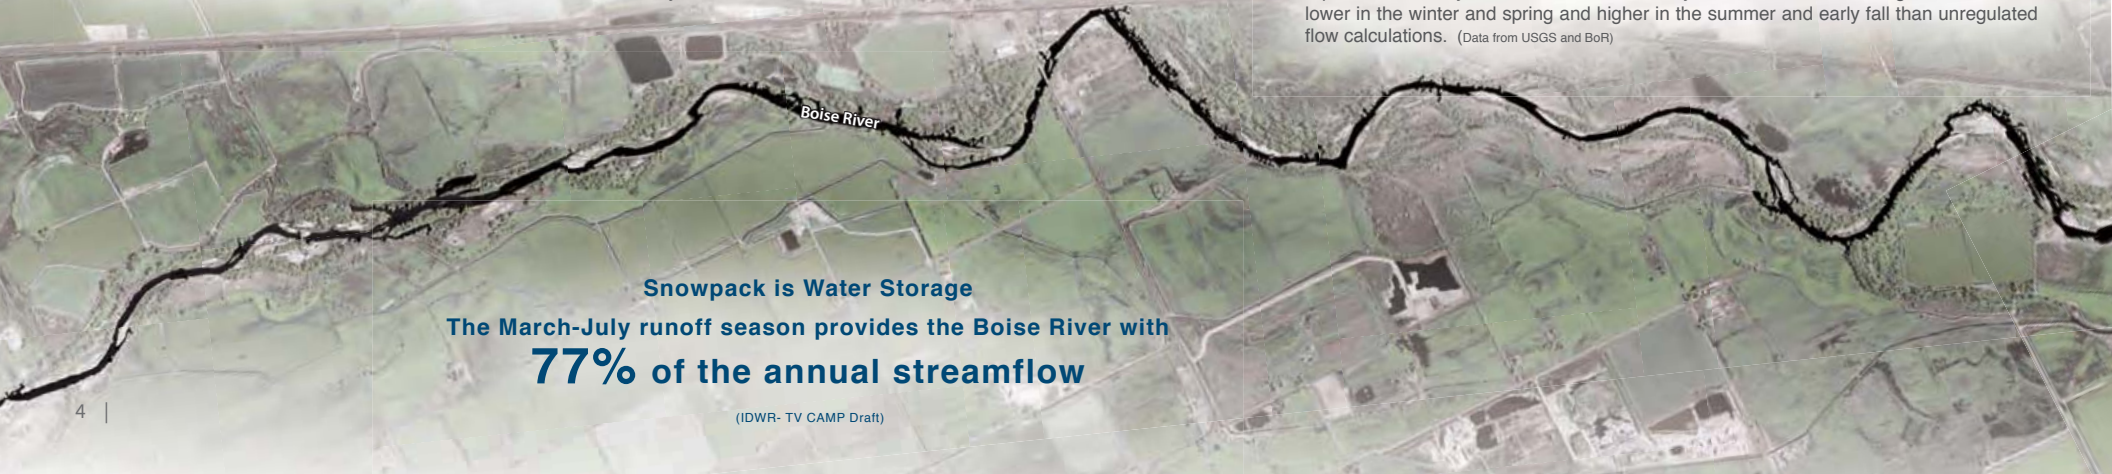 lower in the winter and spring and higher in the summer and early fall than unregulated
flow calculations. (Data from USGS and BoR)
Boise River
Snowpack is Water Storage
The March-July runoff season provides the Boise River with
77% of the annual streamflow
(IDWR- TV CAMP Draft)
4 |